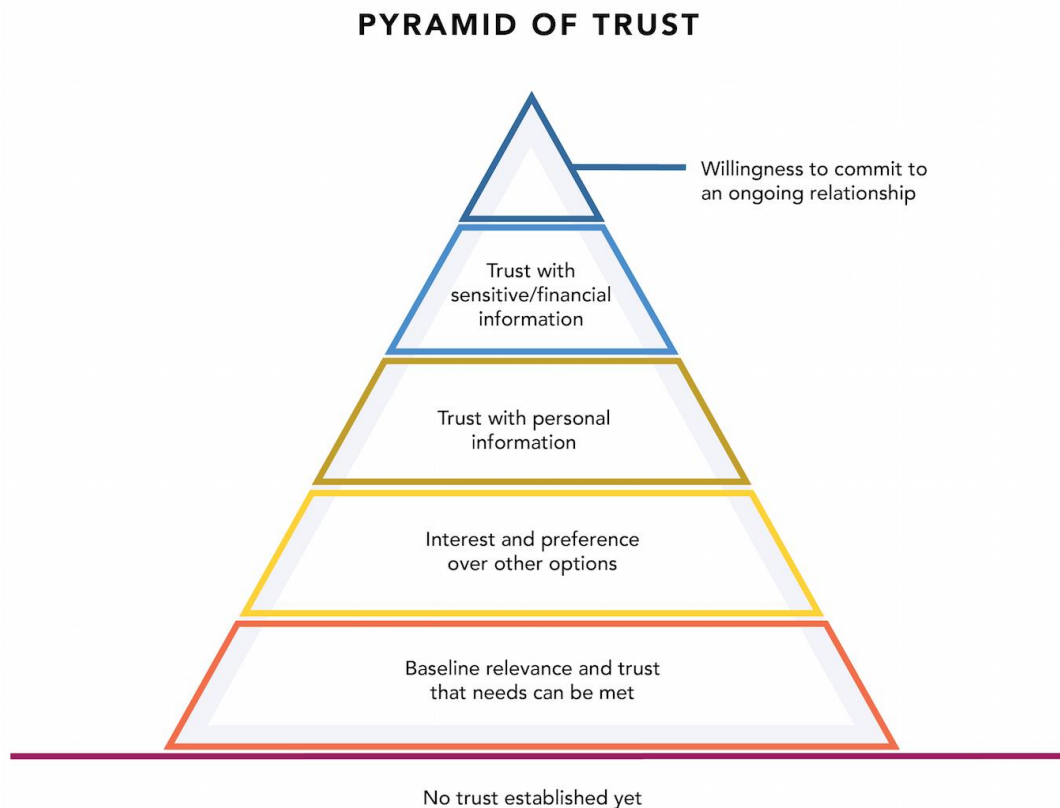 PYRAMID OF TRUST
Willingness to commit to
an ongoing relationship
Trust with
sensitive/financial
information
Trust with personal
information
Interest and preference
over other options
Baseline relevance and trust
that needs can be met
No trust established yet